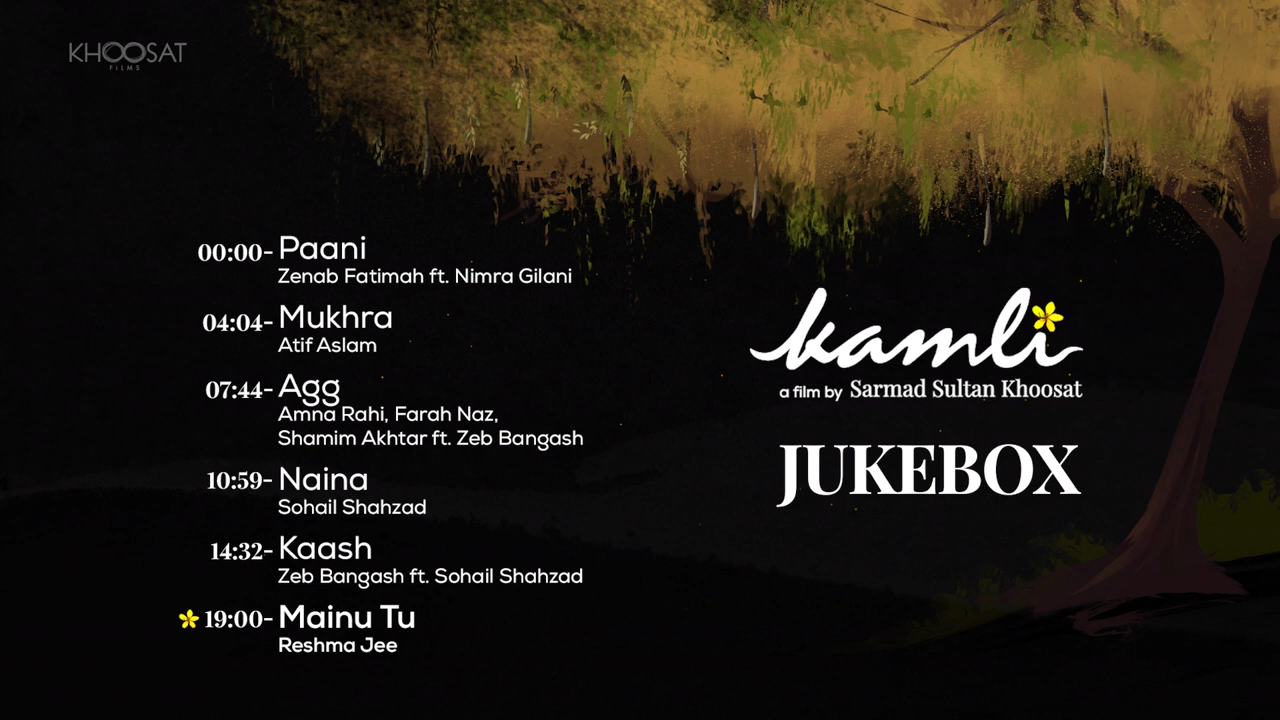 KHOOSAT
FILMS
00:00- Paani
Zenab Fatimah ft. Nimra Gilani
04:04- Mukhra
Atif Aslam
07:44- Agg
Amna Rahi, Farah Naz,
Shamim Akhtar ft. Zeb Bangash
10:59- Naina
Sohail Shahzad
14:32- Kaash
Zeb Bangash ft. Sohail Shahzad
19:00- Mainu Tu
Reshma Jee
kamli
a film by Sarmad Sultan Khoosat
JUKEBOX